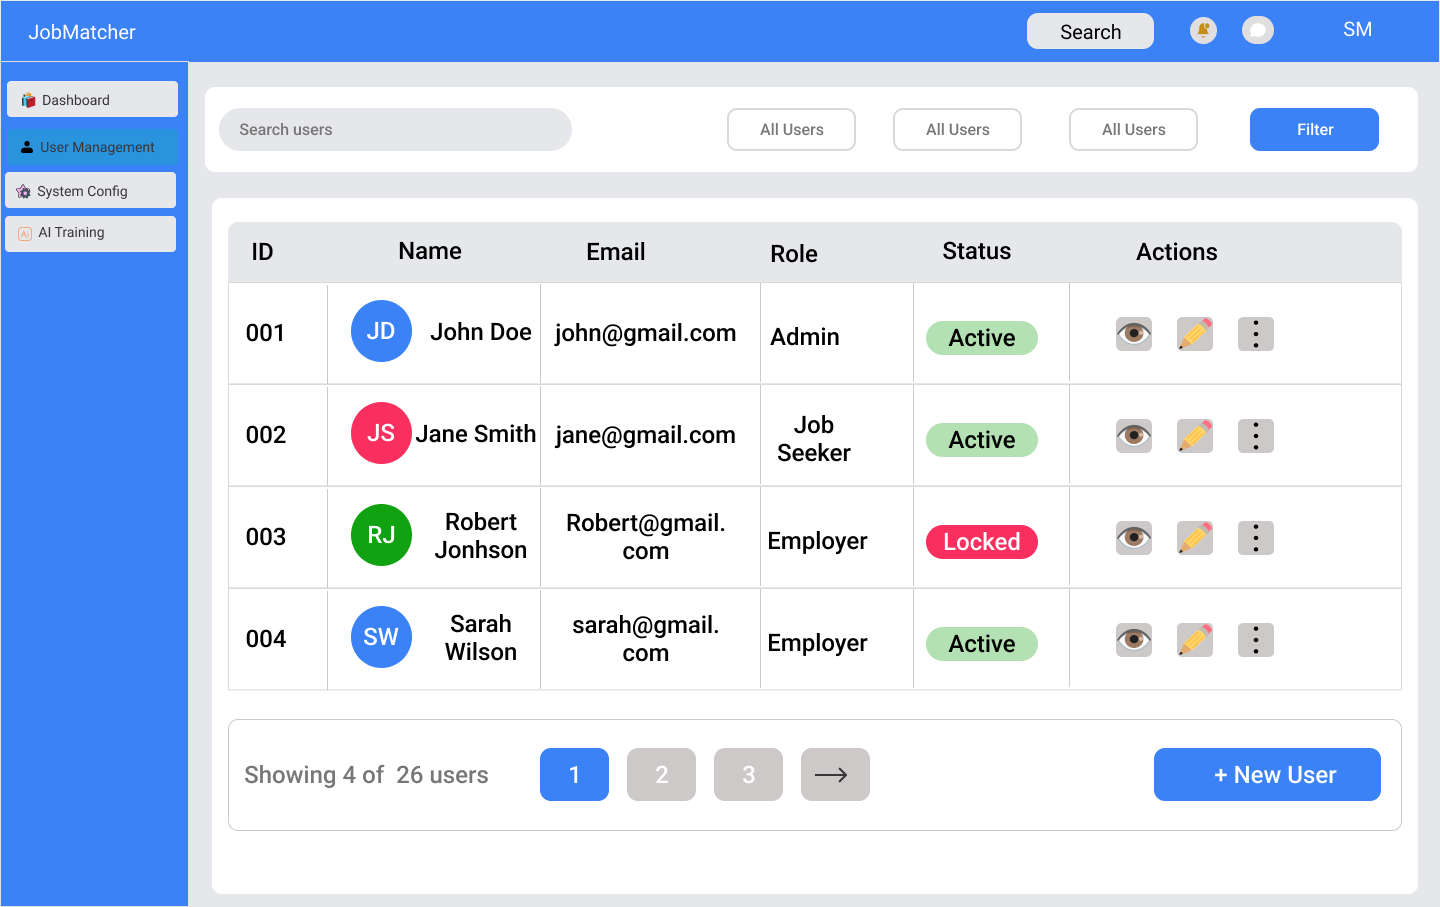 JobMatcher
Search
SM
Dashboard
User Management
System Config
AI Training
Search users
All Users
All Users
All Users
Filter
ID
Name
Email
Role
Status
Actions
001
JD
John Doe
john@gmail.com
Admin
Active
002
JS
Jane Smith
jane@gmail.com
Job
Seeker
Active
003
RJ
Robert
Jonhson
Robert@gmail.
com
Employer
Locked
004
SW
Sarah
Wilson
sarah@gmail.
com
Employer
Active
Showing 4 of  26 users
1
2
3
+ New User